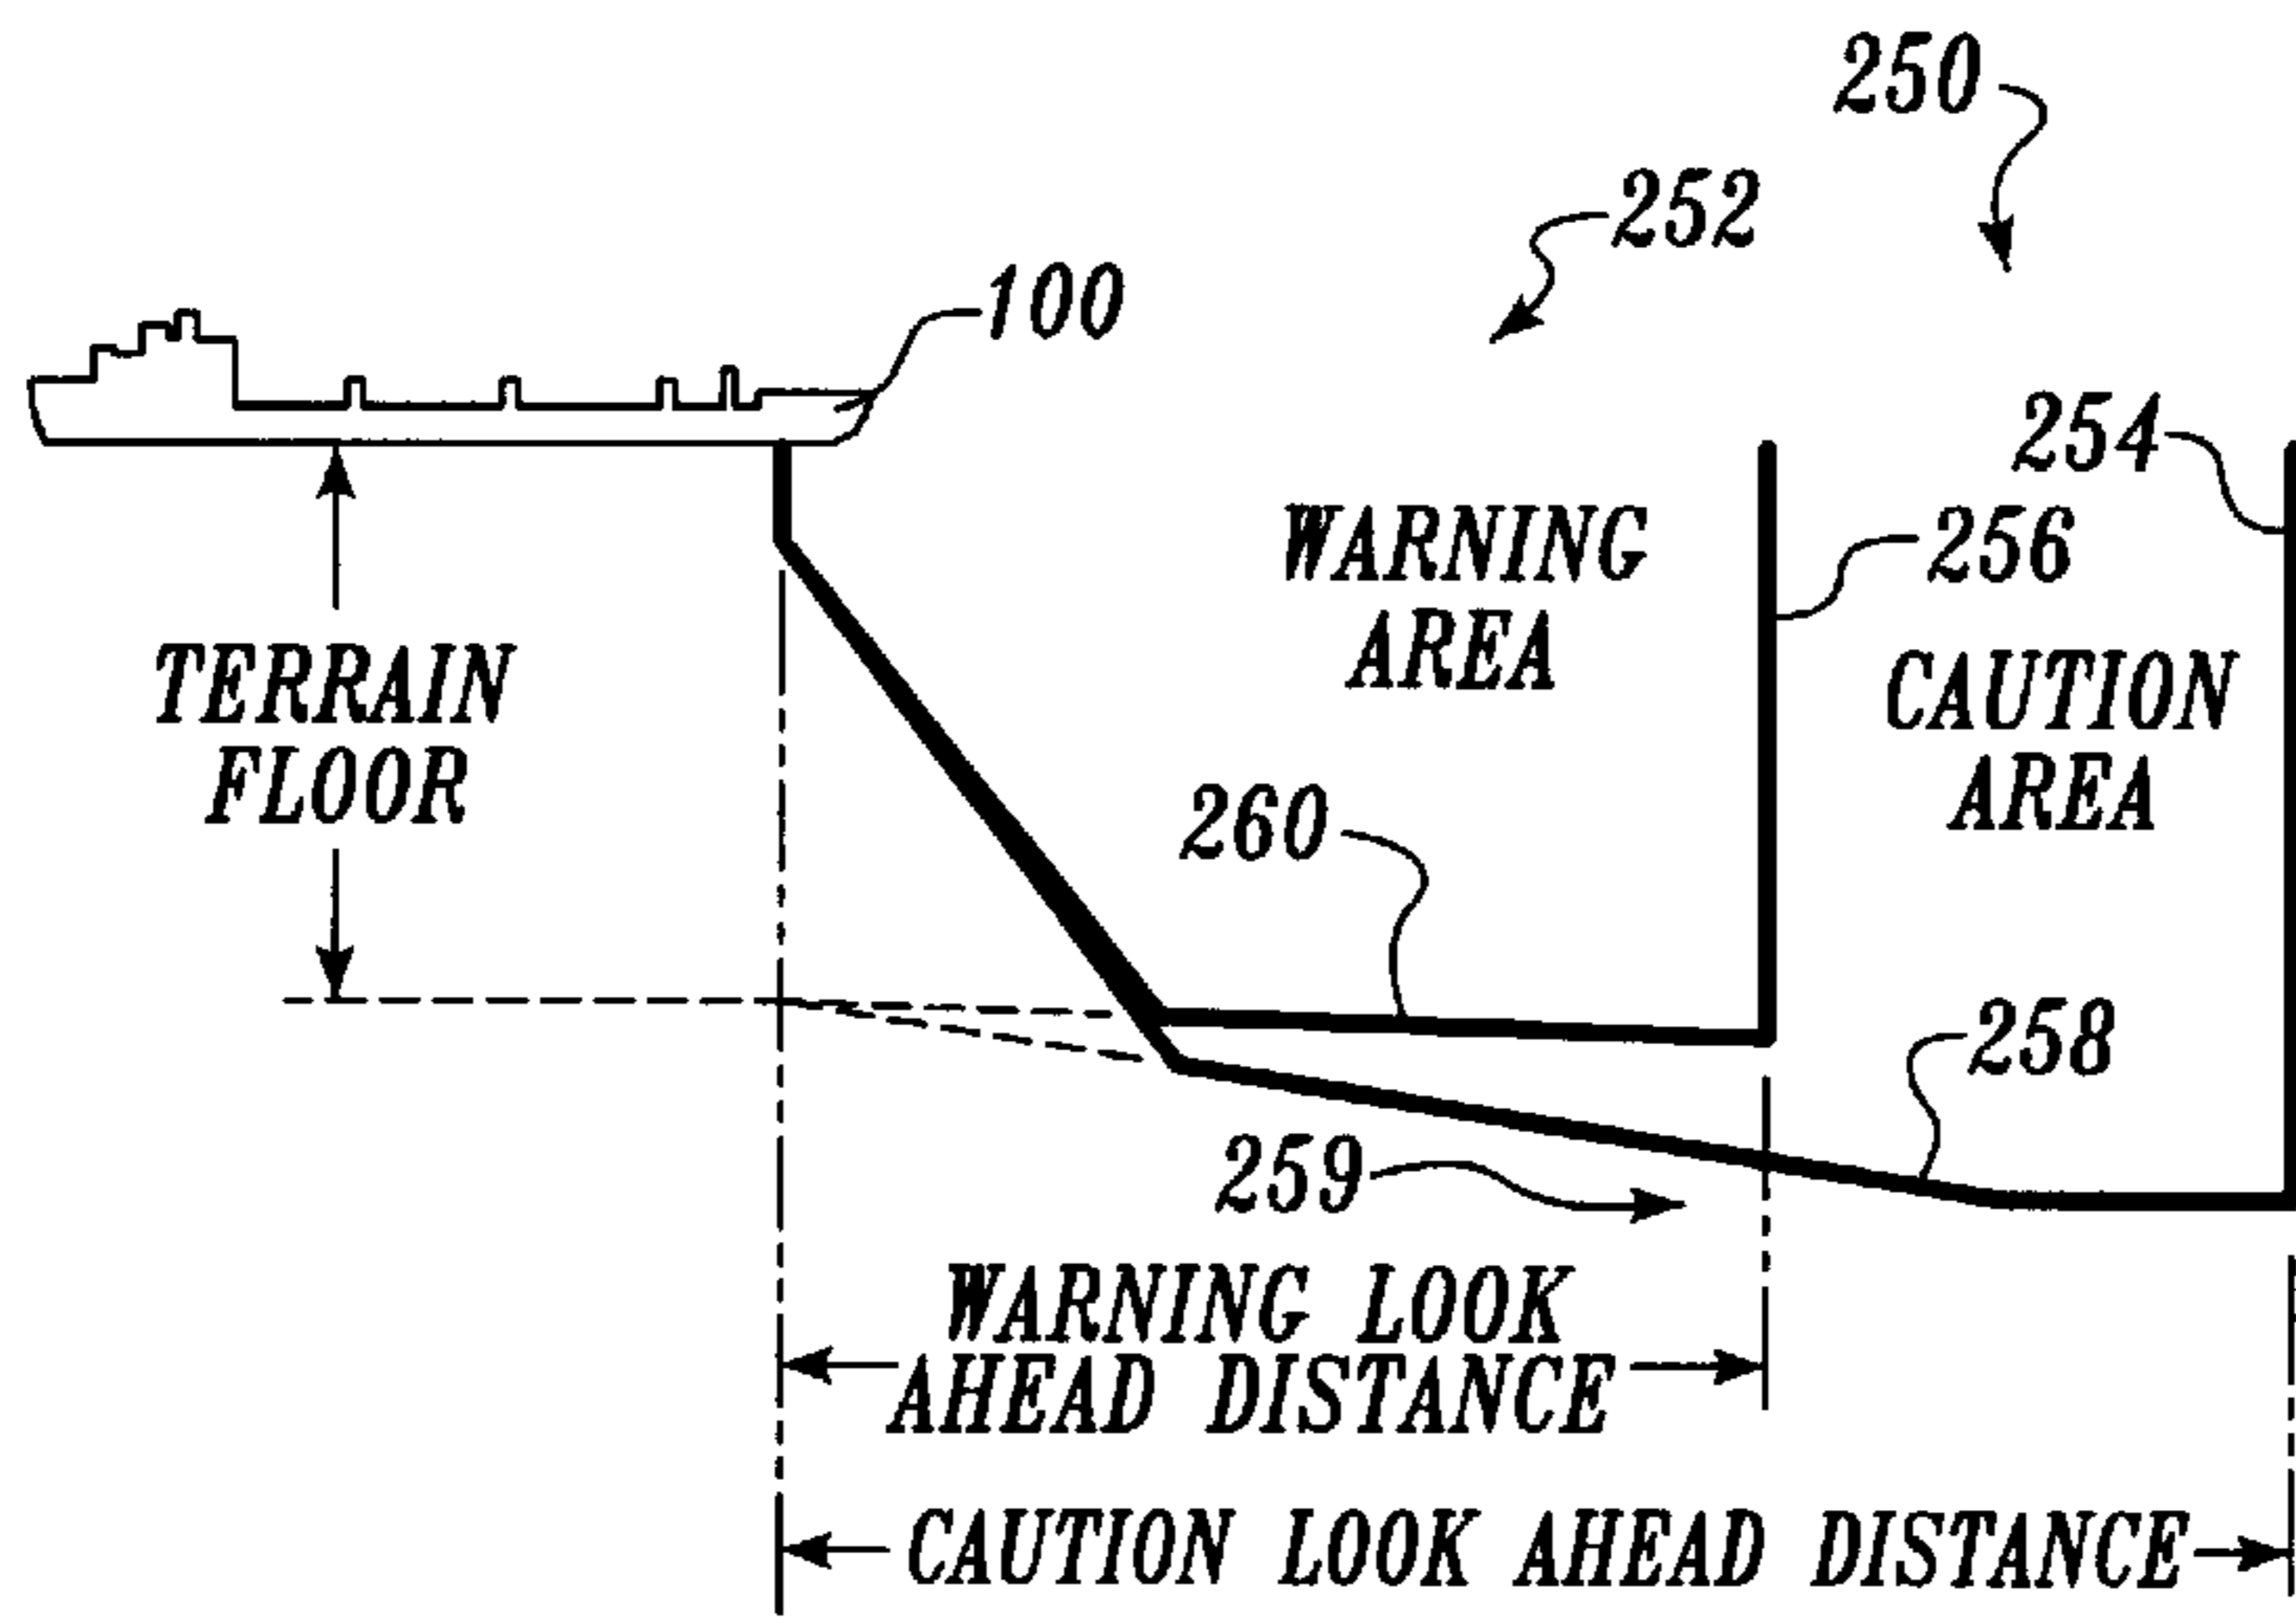 250
252
100
254
WARNING
AREA
256
TERRAIN
FLOOR
CAUTION
AREA
260
258
259
WARNING LOOK
AHEAD DISTANCE
CAUTION LOOK AHEAD DISTANCE